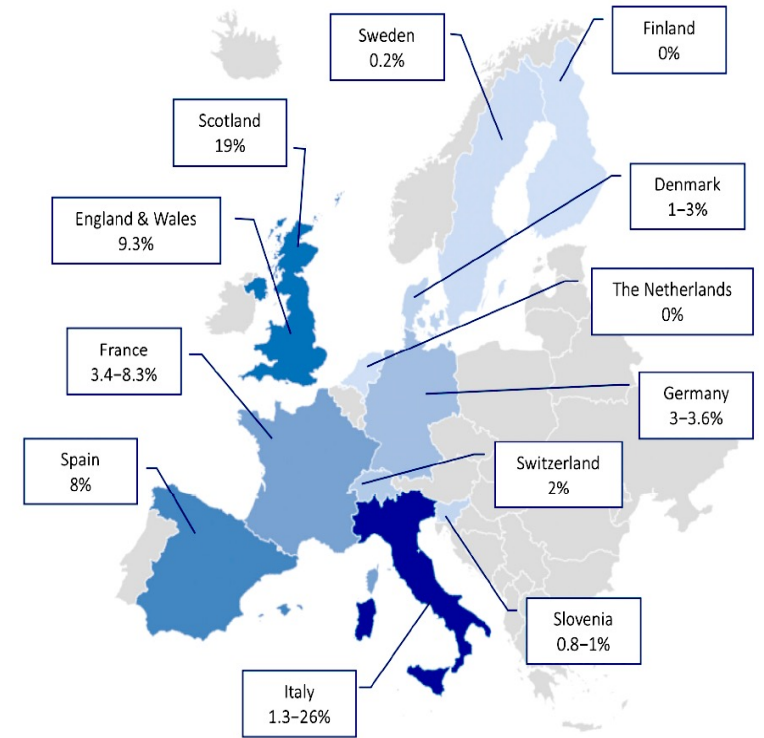 Sweden
0.2%
Finland
0%
Scotland
19%
Denmark
1–3%
England & Wales
9.3%
The Netherlands
0%
France
3.4–8.3%
Germany
3–3.6%
Spain
8%
Switzerland
2%
Slovenia
0.8–1%
Italy
1.3–26%